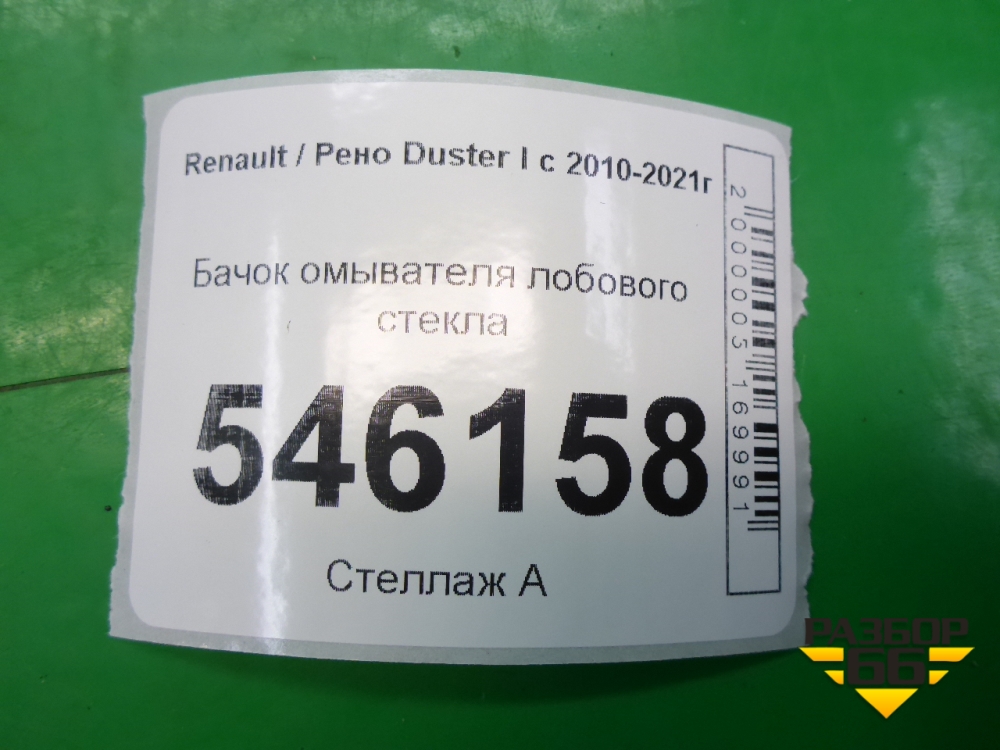 Renault / Рено Duster I с 2010-2021г
Бачок омывателя лобового
стекла
546158
Стеллаж А
2000005169991
РАЗБОР
66